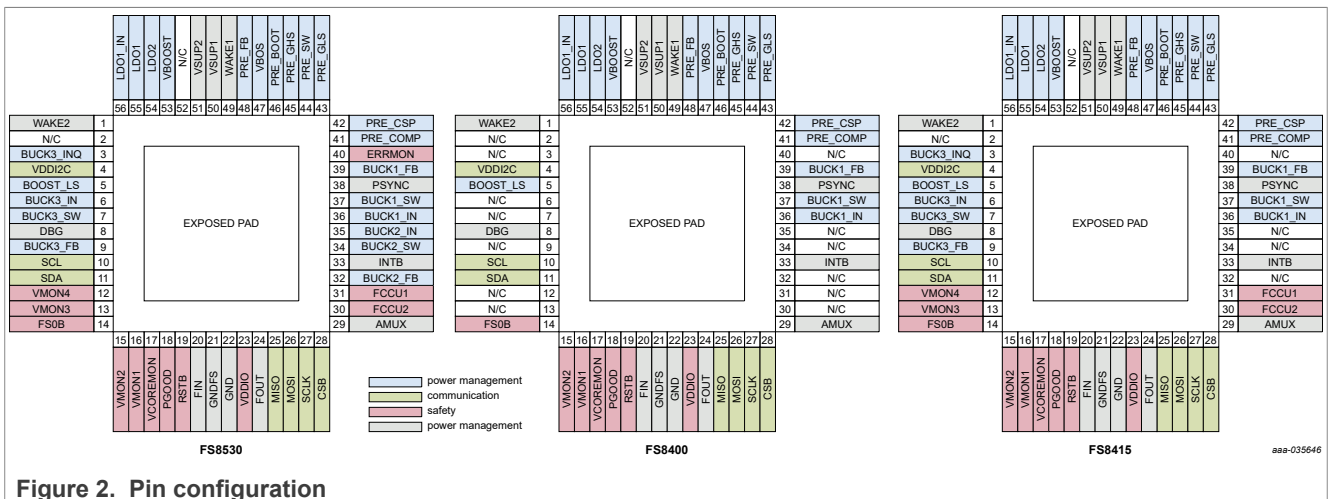 LDO1_IN LDO1 LDO2 VBOOST N/C VSUP2 VSUP1 WAKE1 PRE_FB VBOS PRE_BOOT PRE_GHS PRE_SW PRE_GLS
56 55 54 53 52 51 50 49 48 47 46 45 44 43
WAKE2 1 42 PRE_CSP
N/C 2 41 PRE_COMP
BUCK3_INQ 3 40 ERRMON
VDDI2C 4 39 BUCK1_FB
BOOST_LS 5 38 PSYNC
BUCK3_IN 6 37 BUCK1_SW
BUCK3_SW 7 36 BUCK1_IN
DBG 8 35 BUCK2_IN
BUCK3_FB 9 34 BUCK2_SW
SCL 10 33 INTB
SDA 11 32 BUCK2_FB
VMON4 12 31 FCCU1
VMON3 13 30 FCCU2
FS0B 14 29 AMUX
EXPOSED PAD
15 16 17 18 19 20 21 22 23 24 25 26 27 28
VMON2 VMON1 VCOREMON PGOOD RSTB FIN GNDFS GND VDDIO FOUT MISO MOSI SCLK CSB
FS8530
power management
communication
safety
power management
LDO1_IN LDO1 LDO2 VBOOST N/C VSUP2 VSUP1 WAKE1 PRE_FB VBOS PRE_BOOT PRE_GHS PRE_SW PRE_GLS
56 55 54 53 52 51 50 49 48 47 46 45 44 43
WAKE2 1 42 PRE_CSP
N/C 2 41 PRE_COMP
N/C 3 40 N/C
VDDI2C 4 39 BUCK1_FB
BOOST_LS 5 38 PSYNC
N/C 6 37 BUCK1_SW
N/C 7 36 BUCK1_IN
DBG 8 35 N/C
N/C 9 34 N/C
SCL 10 33 INTB
SDA 11 32 N/C
N/C 12 31 N/C
N/C 13 30 N/C
FS0B 14 29 AMUX
EXPOSED PAD
15 16 17 18 19 20 21 22 23 24 25 26 27 28
VMON2 VMON1 VCOREMON PGOOD RSTB FIN GNDFS GND VDDIO FOUT MISO MOSI SCLK CSB
FS8400
LDO1_IN LDO1 LDO2 VBOOST N/C VSUP2 VSUP1 WAKE1 PRE_FB VBOS PRE_BOOT PRE_GHS PRE_SW PRE_GLS
56 55 54 53 52 51 50 49 48 47 46 45 44 43
WAKE2 1 42 PRE_CSP
N/C 2 41 PRE_COMP
BUCK3_INQ 3 40 N/C
VDDI2C 4 39 BUCK1_FB
BOOST_LS 5 38 PSYNC
BUCK3_IN 6 37 BUCK1_SW
BUCK3_SW 7 36 BUCK1_IN
DBG 8 35 N/C
BUCK3_FB 9 34 N/C
SCL 10 33 INTB
SDA 11 32 N/C
VMON4 12 31 FCCU1
VMON3 13 30 FCCU2
FS0B 14 29 AMUX
EXPOSED PAD
15 16 17 18 19 20 21 22 23 24 25 26 27 28
VMON2 VMON1 VCOREMON PGOOD RSTB FIN GNDFS GND VDDIO FOUT MISO MOSI SCLK CSB
FS8415
aaa-035646
Figure 2. Pin configuration